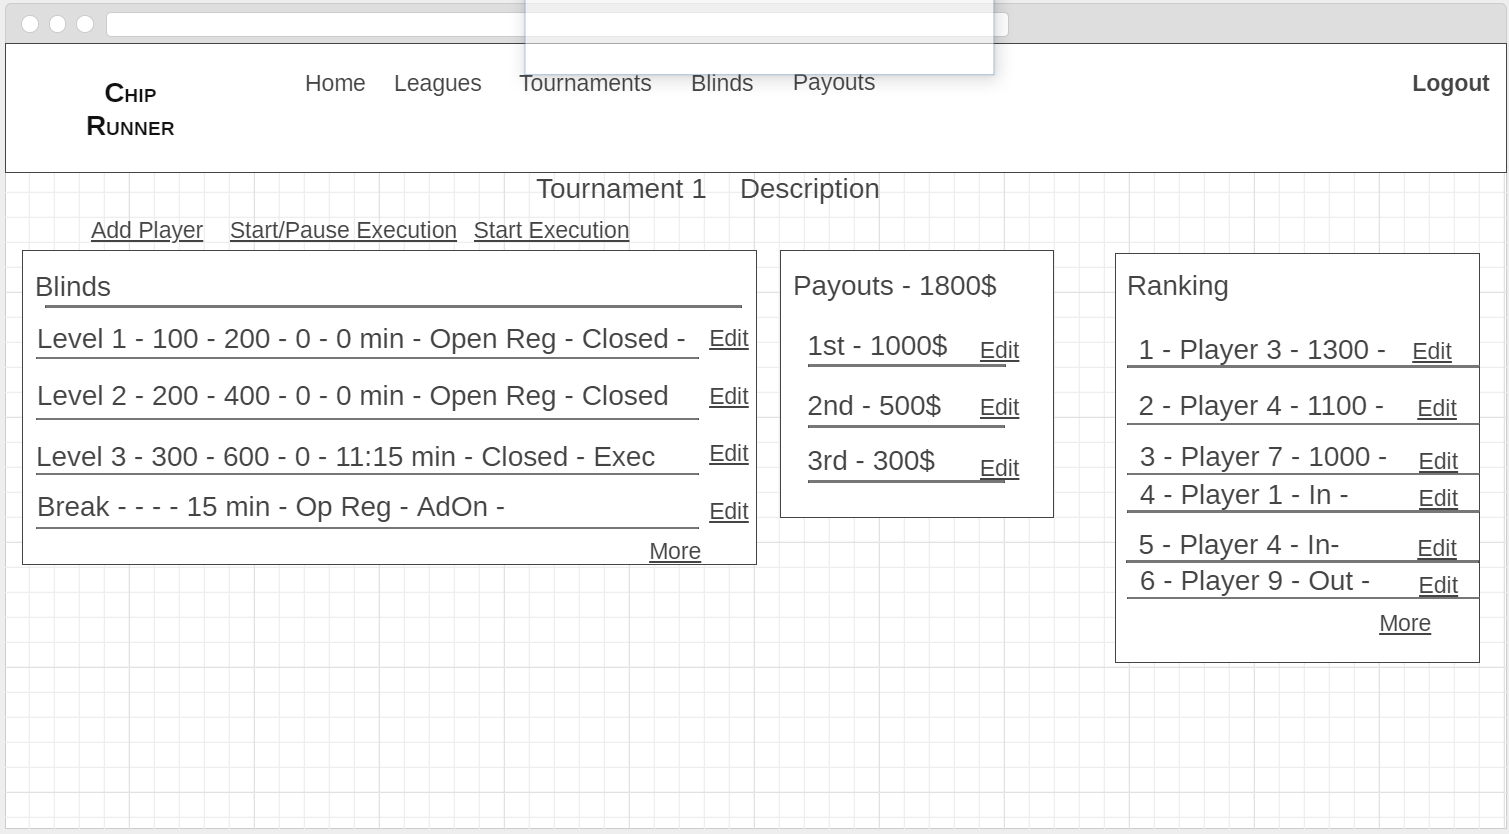 Chip
Runner
Home Leagues Tournaments Blinds Payouts Logout
Tournament 1 Description
Add Player Start/Pause Execution Start Execution
Blinds
Level 1 - 100 - 200 - 0 - 0 min - Open Reg - Closed - Edit
Level 2 - 200 - 400 - 0 - 0 min - Open Reg - Closed Edit
Level 3 - 300 - 600 - 0 - 11:15 min - Closed - Exec Edit
Break - - - - 15 min - Op Reg - AdOn - Edit
More
Payouts - 1800$
1st - 1000$ Edit
2nd - 500$ Edit
3rd - 300$ Edit
Ranking
1 - Player 3 - 1300 - Edit
2 - Player 4 - 1100 - Edit
3 - Player 7 - 1000 - Edit
4 - Player 1 - In - Edit
5 - Player 4 - In- Edit
6 - Player 9 - Out - Edit
More